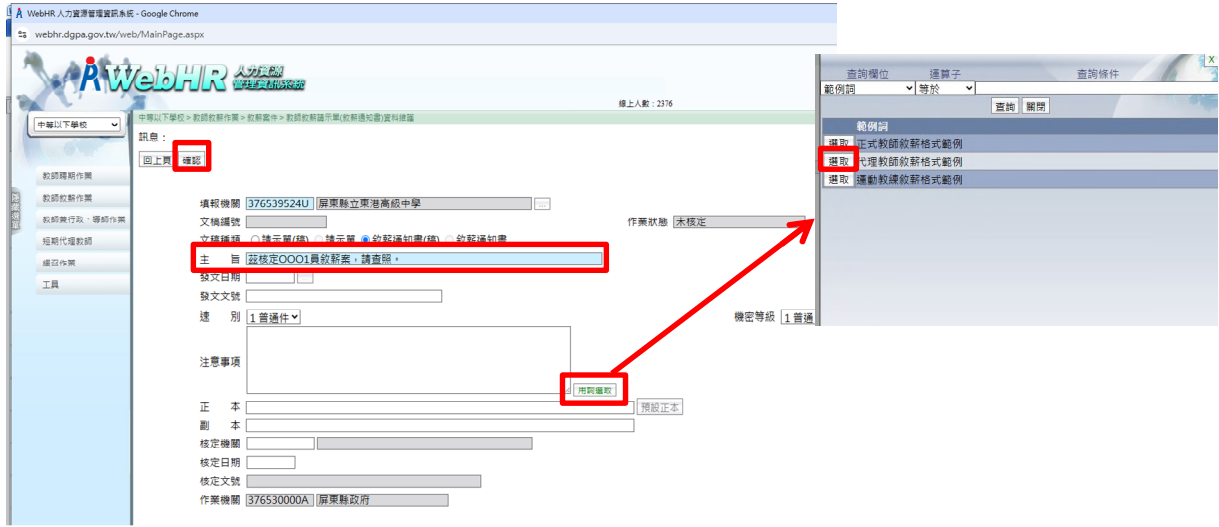 WebHR 人力資源管理資訊系統 - Google Chrome
webhr.dgpa.gov.tw/web/MainPage.aspx
WebHR 人力資源
管理資訊系統
線上人數：2376
中等以下學校
中等以下學校 > 教師敘薪作業 > 敘薪案件 > 教師敘薪請示單(敘薪通知書)資料維護
訊息：
回上頁 確認
教師聘期作業
教師敘薪作業
教師兼行政、導師作業
短期代理教師
緩召作業
工具
填報機關 376539524U 屏東縣立東港高級中學 ...
文稿編號 作業狀態 未核定
文稿種類 請示單(稿) 請示單 敘薪通知書(稿) 敘薪通知書
主 旨 茲核定OOO1員敘薪案，請查照。
發文日期 ...
發文文號
速 別 1 普通件 機密等級 1 普通
注意事項
用詞選取
正 本 預設正本
副 本
核定機關
核定日期
核定文號
作業機關 376530000A 屏東縣政府
X
查詢欄位 運算子 查詢條件
範例詞 等於
查詢 關閉
範例詞
選取 正式教師敘薪格式範例
選取 代理教師敘薪格式範例
選取 運動教練敘薪格式範例